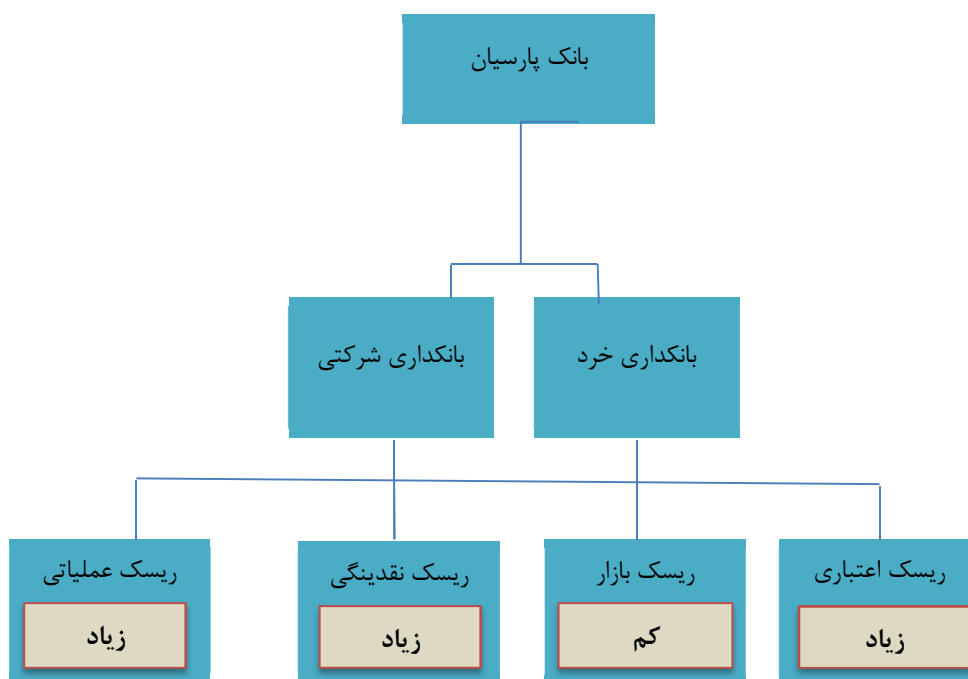 بانک پارسیان
بانکداری خرد
بانکداری شرکتی
ریسک اعتباری
زیاد
ریسک بازار
کم
ریسک نقدینگی
زیاد
ریسک عملیاتی
زیاد